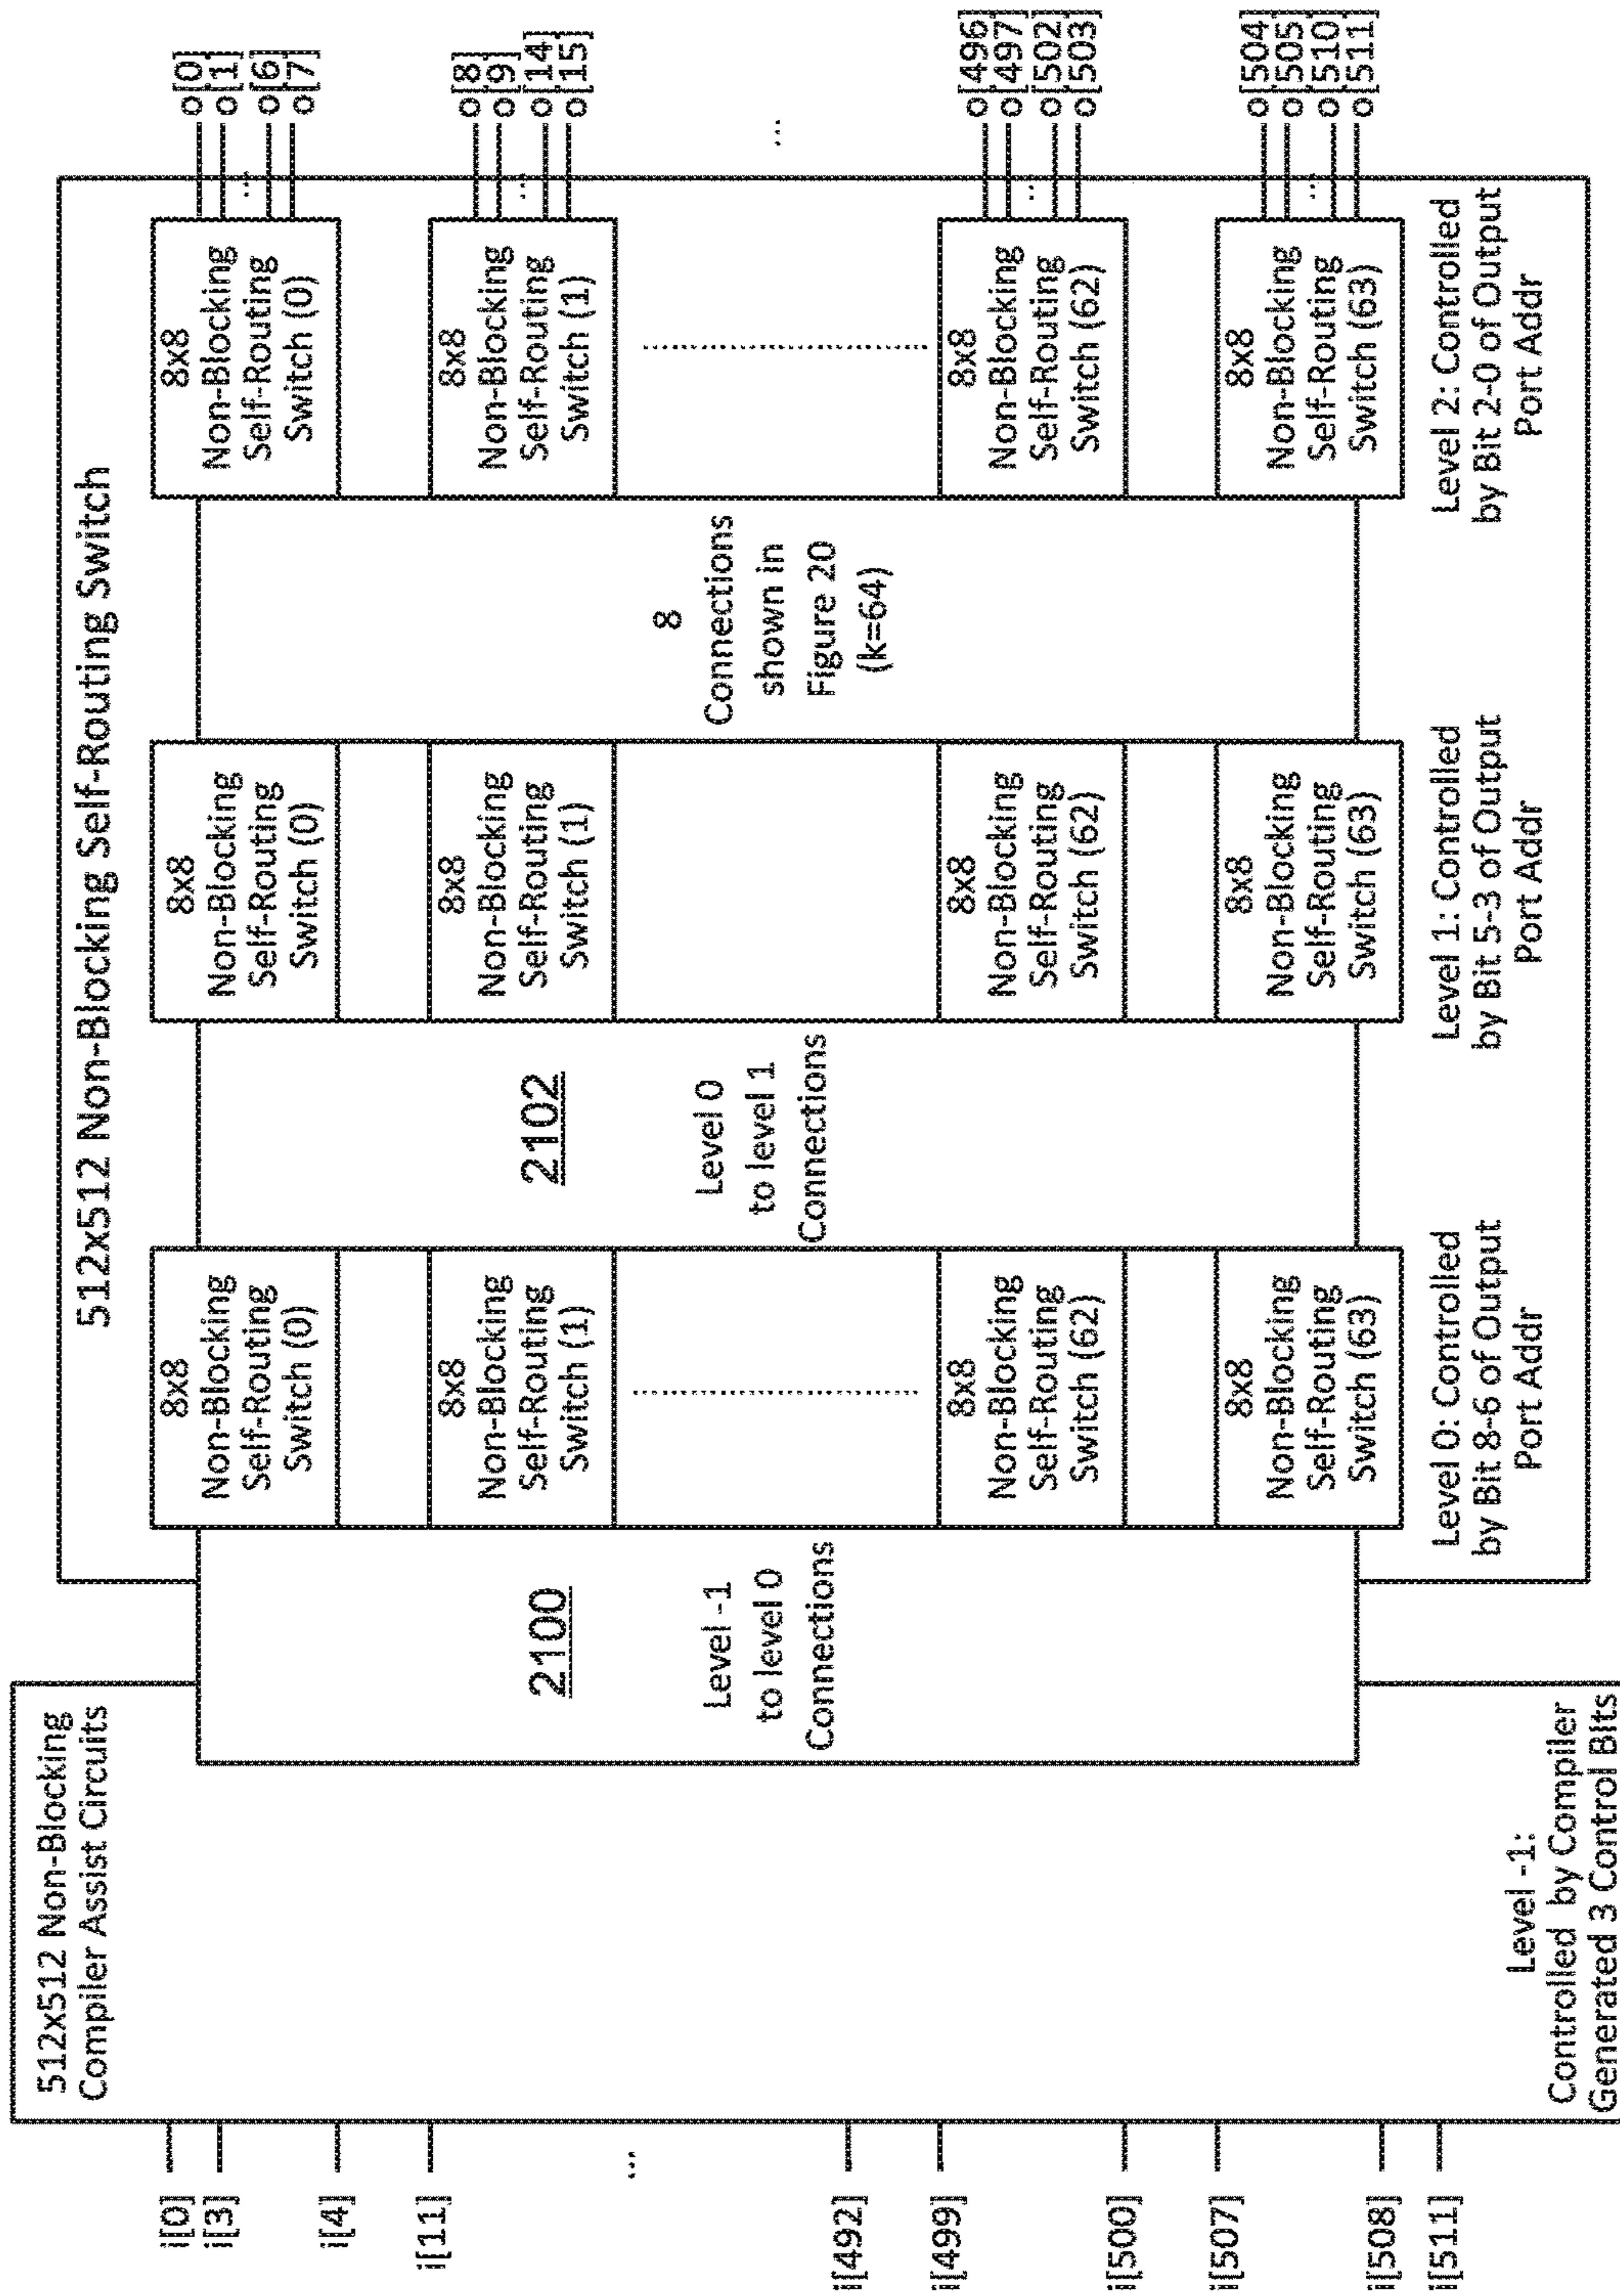 512x512 Non-Blocking
Compiler Assist Circuits
i[0]
i[3]
i[4]
i[11]
...
i[492]
i[499]
i[500]
i[507]
i[508]
i[511]
Level -1:
Controlled by Compiler
Generated 3 Control Bits
2100
Level -1
to level 0
Connections
512x512 Non-Blocking Self-Routing Switch
8x8
Non-Blocking
Self-Routing
Switch (0)
8x8
Non-Blocking
Self-Routing
Switch (1)
8x8
Non-Blocking
Self-Routing
Switch (62)
8x8
Non-Blocking
Self-Routing
Switch (63)
Level 0: Controlled
by Bit 8-6 of Output
Port Addr
2102
Level 0
to level 1
Connections
8x8
Non-Blocking
Self-Routing
Switch (0)
8x8
Non-Blocking
Self-Routing
Switch (1)
8x8
Non-Blocking
Self-Routing
Switch (62)
8x8
Non-Blocking
Self-Routing
Switch (63)
Level 1: Controlled
by Bit 5-3 of Output
Port Addr
8
Connections
shown in
Figure 20
(k=64)
8x8
Non-Blocking
Self-Routing
Switch (0)
8x8
Non-Blocking
Self-Routing
Switch (1)
8x8
Non-Blocking
Self-Routing
Switch (62)
8x8
Non-Blocking
Self-Routing
Switch (63)
Level 2: Controlled
by Bit 2-0 of Output
Port Addr
o[0]
o[1]
...
o[6]
o[7]
o[8]
o[9]
...
o[14]
o[15]
...
o[496]
o[497]
...
o[502]
o[503]
o[504]
o[505]
...
o[510]
o[511]